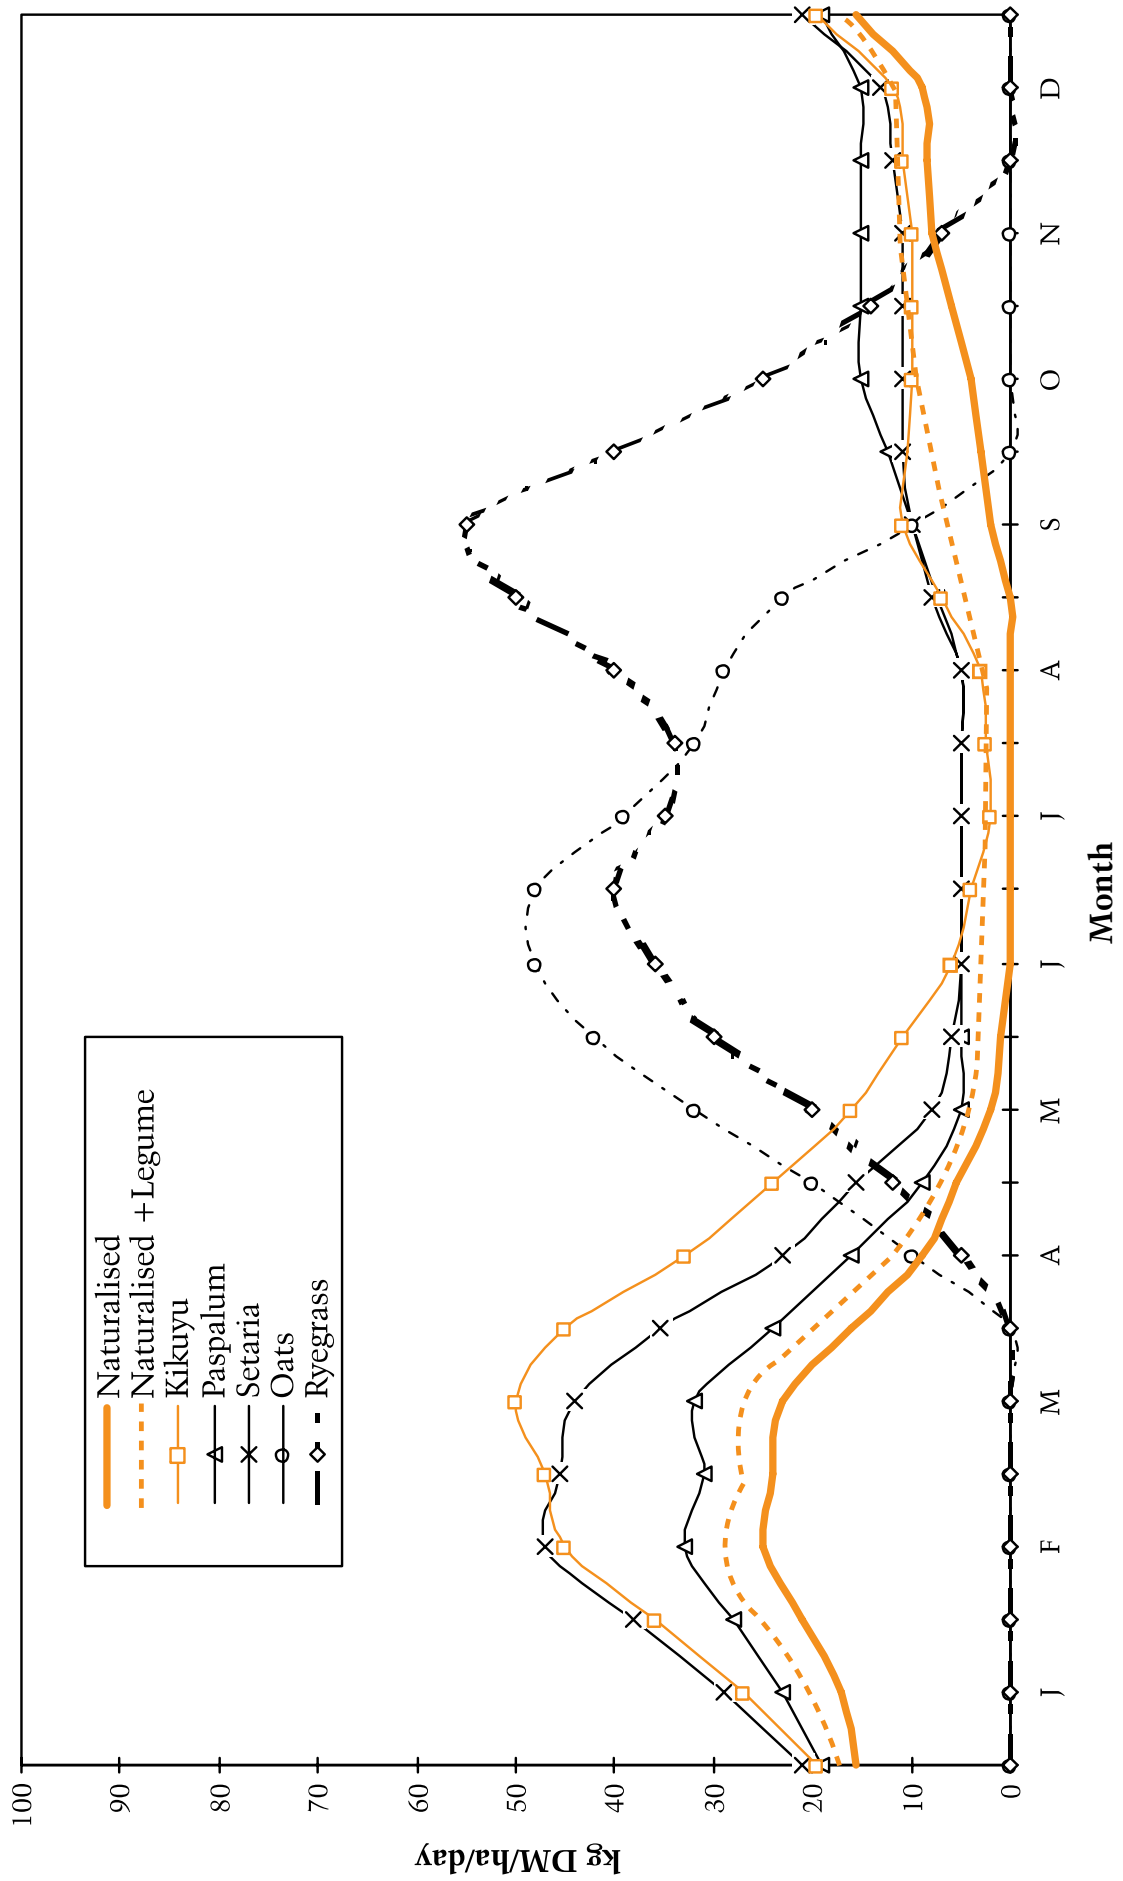 100
90
80
70
60
50
40
30
20
10
0
kg DM/ha/day
Naturalised
Naturalised +Legume
Kikuyu
Paspalum
Setaria
Oats
Ryegrass
J F M A M J J A S O N D
Month